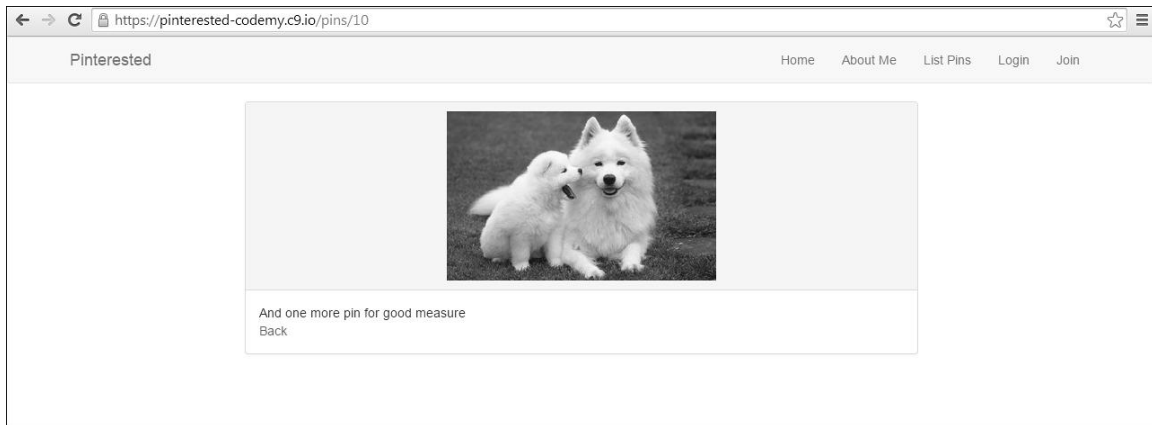 https://pinterested-codemy.c9.io/pins/10
Pinterested Home About Me List Pins Login Join
And one more pin for good measure
Back